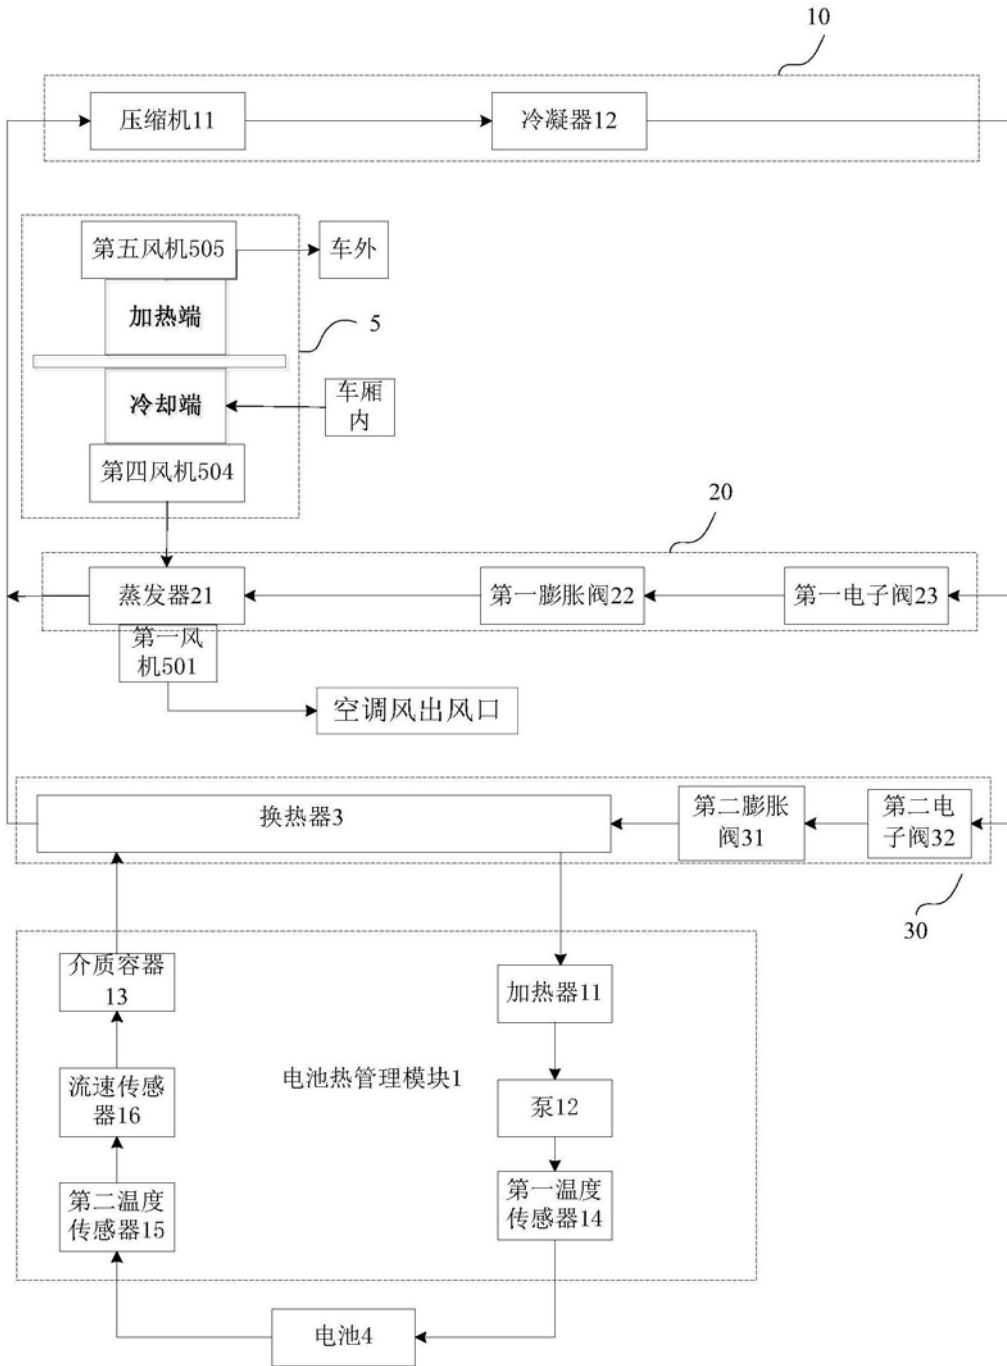 10
压缩机11
冷凝器12
第五风机505
车外
加热端
5
冷却端
车厢
内
第四风机504
20
蒸发器21
第一膨胀阀22
第一电子阀23
第一风
机501
空调风出风口
换热器3
第二膨胀
阀31
第二电
子阀32
30
介质容器
13
加热器11
电池热管理模块1
流速传感
器16
泵12
第二温度
传感器15
第一温度
传感器14
电池4